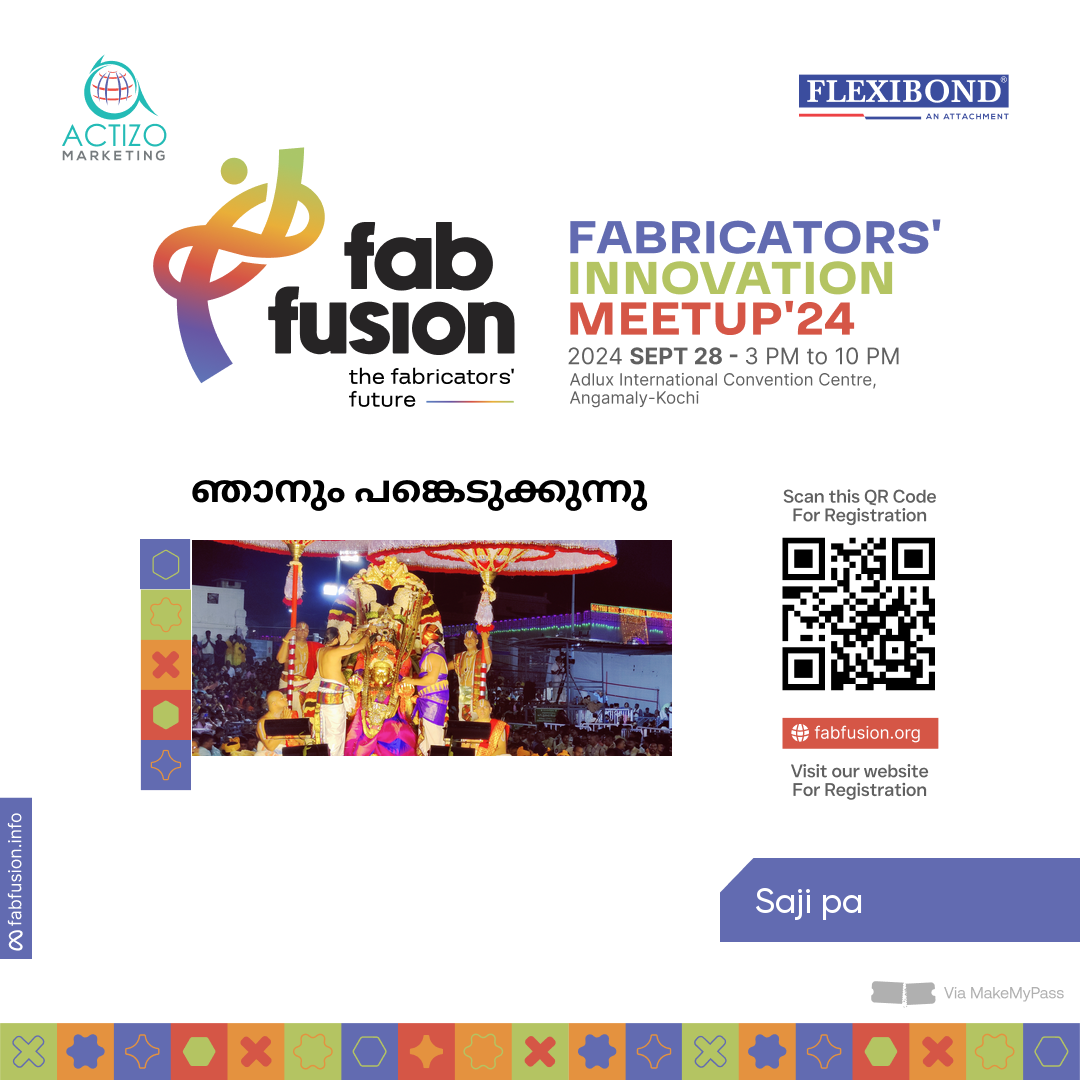 ACTIZO
MARKETING
FLEXIBOND®
AN ATTACHMENT
fab
fusion
the fabricators'
future
FABRICATORS'
INNOVATION
MEETUP'24
2024 SEPT 28 - 3 PM to 10 PM
Adlux International Convention Centre,
Angamaly-Kochi
ഞാനും പങ്കെടുക്കുന്നു
Scan this QR Code
For Registration
fabfusion.org
Visit our website
For Registration
fabfusion.info
Saji pa
Via MakeMyPass